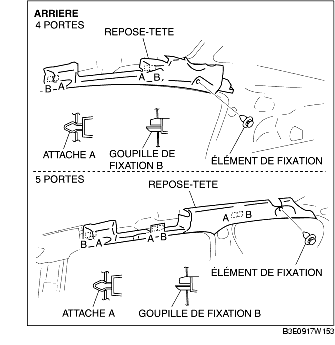 ARRIERE
4 PORTES
REPOSE-TETE
A B
B A
ATTACHE A
GOUPILLE DE
FIXATION B
ÉLÉMENT DE FIXATION
5 PORTES
REPOSE-TETE
A B
B A
A B
ÉLÉMENT DE FIXATION
ATTACHE A
GOUPILLE DE FIXATION B
B3E0917W153